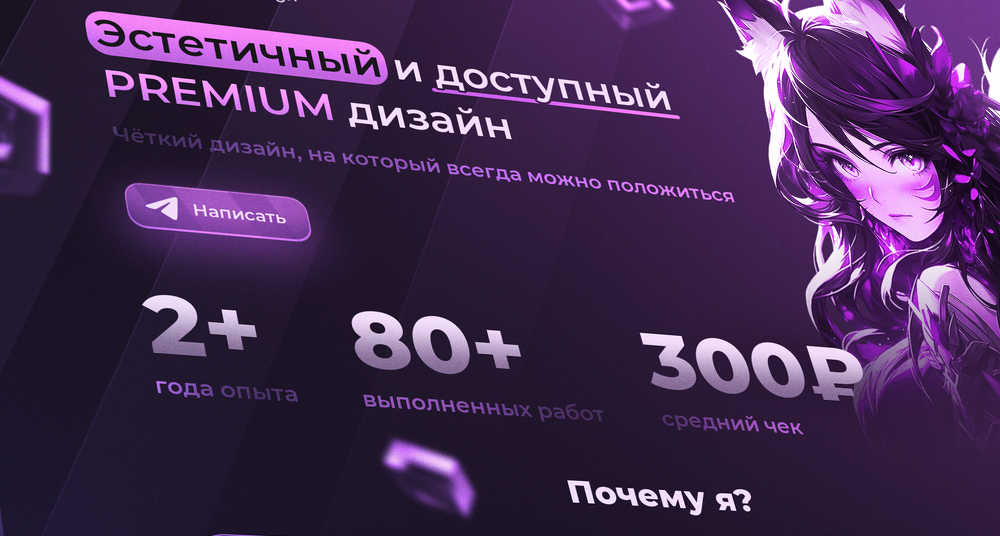 Эстетичный и доступный
PREMIUM дизайн
Чёткий дизайн, на который всегда можно положиться
Написать
2+
80+
300₽
года опыта
выполненных работ
средний чек
Почему я?